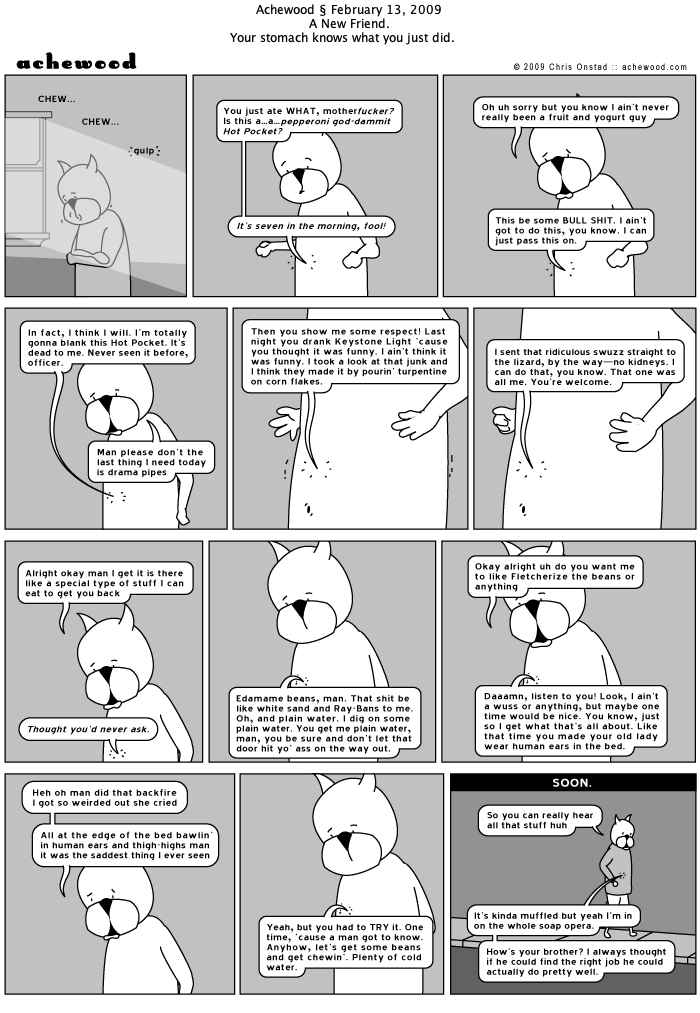 Achewood § February 13, 2009
A New Friend.
Your stomach knows what you just did.
achewood
© 2009 Chris Onstad :: achewood.com
CHEW...
CHEW...
gulp
You just ate WHAT, motherfucker?
Is this a...a...pepperoni god-dammit
Hot Pocket?
It's seven in the morning, fool!
Oh uh sorry but you know I ain't never
really been a fruit and yogurt guy
This be some BULL SHIT. I ain't
got to do this, you know. I can
just pass this on.
In fact, I think I will. I'm totally
gonna blank this Hot Pocket. It's
dead to me. Never seen it before,
officer.
Man please don't the
last thing I need today
is drama pipes
Then you show me some respect! Last
night you drank Keystone Light 'cause
you thought it was funny. I ain't think it
was funny. I took a look at that junk and
I think they made it by pourin' turpentine
on corn flakes.
I sent that ridiculous swuzz straight to
the lizard, by the way—no kidneys. I
can do that, you know. That one was
all me. You're welcome.
Alright okay man I get it is there
like a special type of stuff I can
eat to get you back
Thought you'd never ask.
Edamame beans, man. That shit be
like white sand and Ray-Bans to me.
Oh, and plain water. I dig on some
plain water. You get me plain water,
man, you be sure and don't let that
door hit yo' ass on the way out.
Okay alright uh do you want me
to like Fletcherize the beans or
anything
Daaamn, listen to you! Look, I ain't
a wuss or anything, but maybe one
time would be nice. You know, just
so I get what that's all about. Like
that time you made your old lady
wear human ears in the bed.
Heh oh man did that backfire
I got so weirded out she cried
All at the edge of the bed bawlin'
in human ears and thigh-highs man
it was the saddest thing I ever seen
Yeah, but you had to TRY it. One
time, 'cause a man got to know.
Anyhow, let's get some beans
and get chewin'. Plenty of cold
water.
SOON.
So you can really hear
all that stuff huh
It's kinda muffled but yeah I'm in
on the whole soap opera.
How's your brother? I always thought
if he could find the right job he could
actually do pretty well.